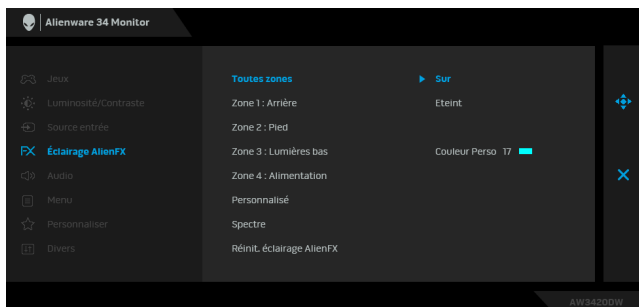 Alienware 34 Monitor
Jeux
Luminosité/Contraste
Source entrée
FX Éclairage AlienFX
Audio
Menu
Personnaliser
Divers
Toutes zones
Zone 1 : Arrière
Zone 2 : Pied
Zone 3 : Lumières bas
Zone 4 : Alimentation
Personnalisé
Spectre
Réinit. éclairage AlienFX
Sur
Eteint
Couleur Perso 17
AW3420DW